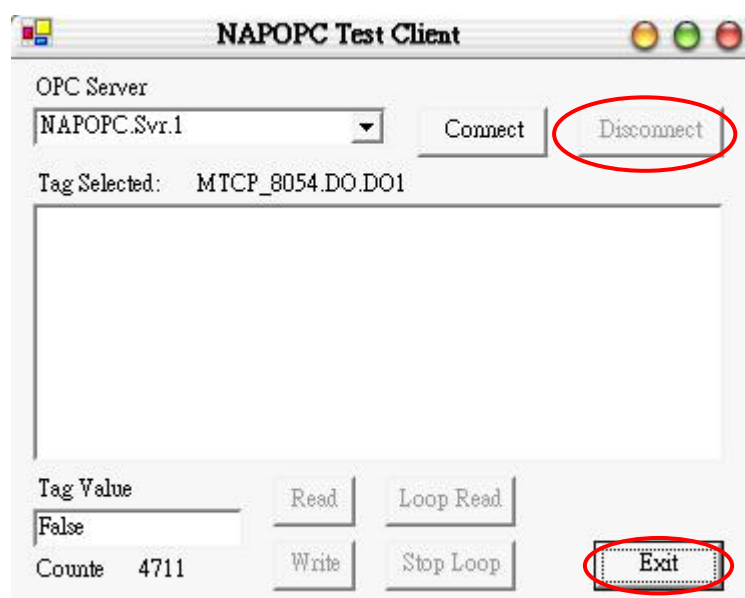 NAPOPC Test Client
OPC Server
NAPOPC.Svr.1
Connect
Disconnect
Tag Selected: MTCP_8054.DO.DO1
Tag Value
Read
Loop Read
False
Counte 4711
Write
Stop Loop
Exit